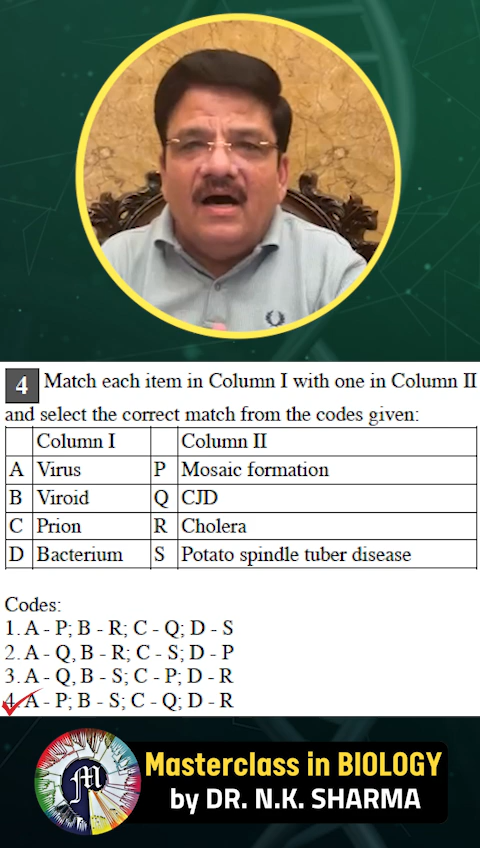 4 Match each item in Column I with one in Column II
and select the correct match from the codes given:
Column I Column II
A Virus P Mosaic formation
B Viroid Q CJD
C Prion R Cholera
D Bacterium S Potato spindle tuber disease
Codes:
1. A - P; B - R; C - Q; D - S
2. A - Q, B - R; C - S; D - P
3. A - Q, B - S; C - P; D - R
4. A - P; B - S; C - Q; D - R
M
Masterclass in BIOLOGY
by DR. N.K. SHARMA